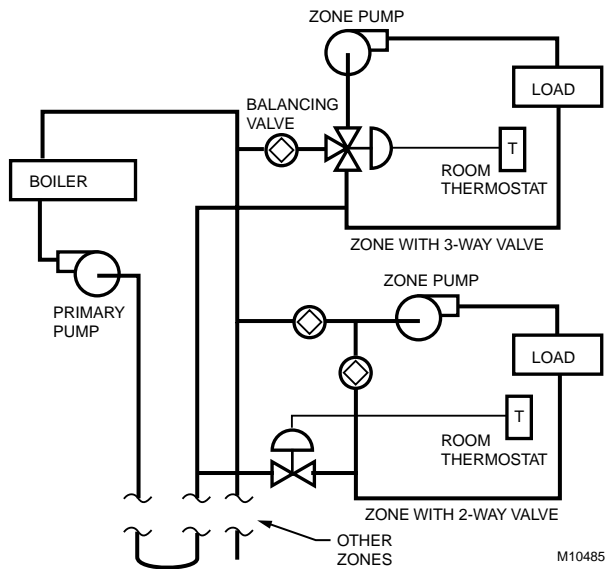 ZONE PUMP
LOAD
BALANCING
VALVE
BOILER
T
ROOM
THERMOSTAT
ZONE WITH 3-WAY VALVE
PRIMARY
PUMP
ZONE PUMP
LOAD
T
ROOM
THERMOSTAT
ZONE WITH 2-WAY VALVE
OTHER
ZONES
M10485